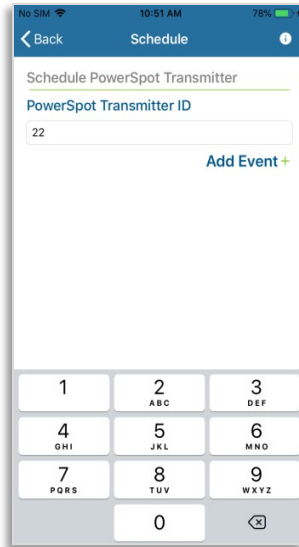 No SIM 10:51 AM 78%
Back Schedule i
Schedule PowerSpot Transmitter
PowerSpot Transmitter ID
22
Add Event +
1 2 3
ABC DEF
4 5 6
GHI JKL MNO
7 8 9
PQRS TUV WXYZ
0